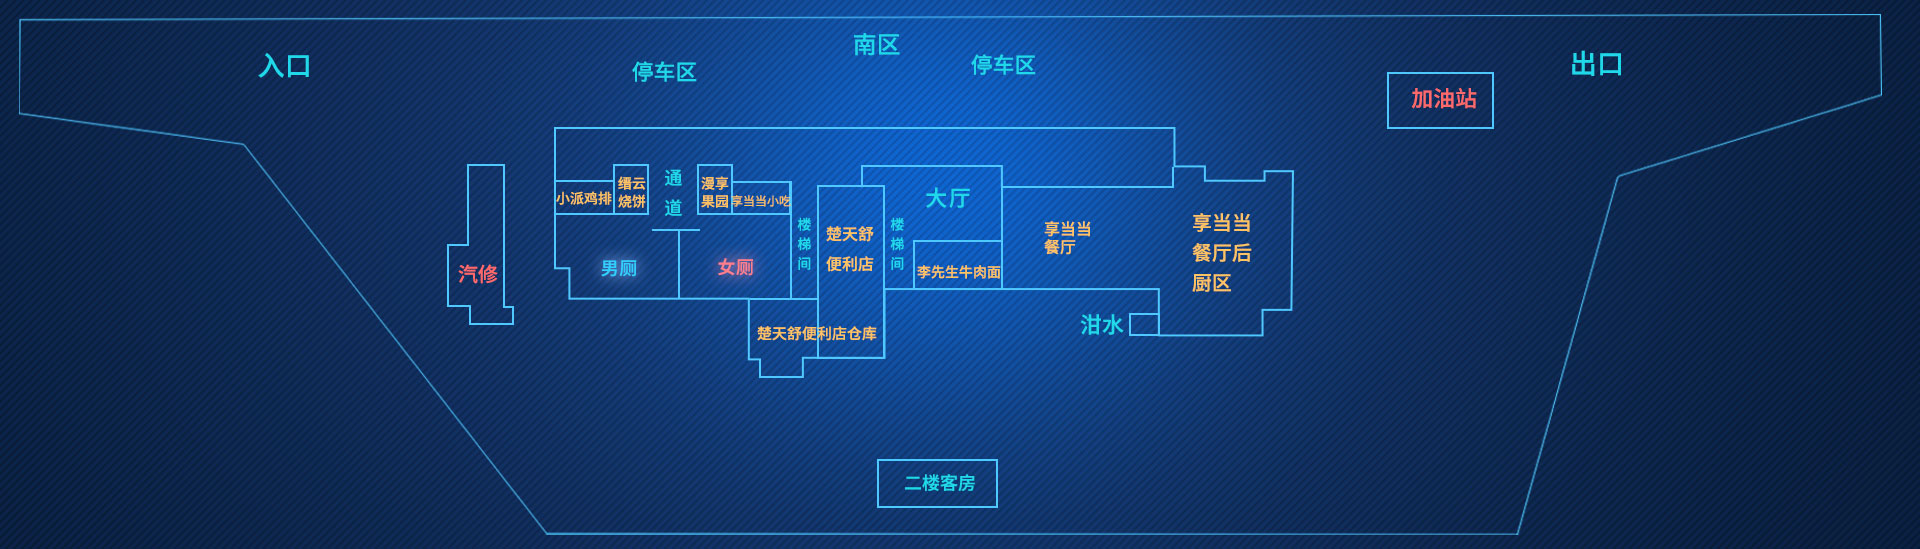 南区
入口
停车区
停车区
出口
加油站
小派鸡排
缙云
烧饼
通
道
漫享
果园
享当当小吃
楼
梯
间
楚天舒
便利店
楼
梯
间
大厅
李先生牛肉面
享当当
餐厅
享当当
餐厅后
厨区
汽修
男厕
女厕
楚天舒便利店仓库
泔水
二楼客房